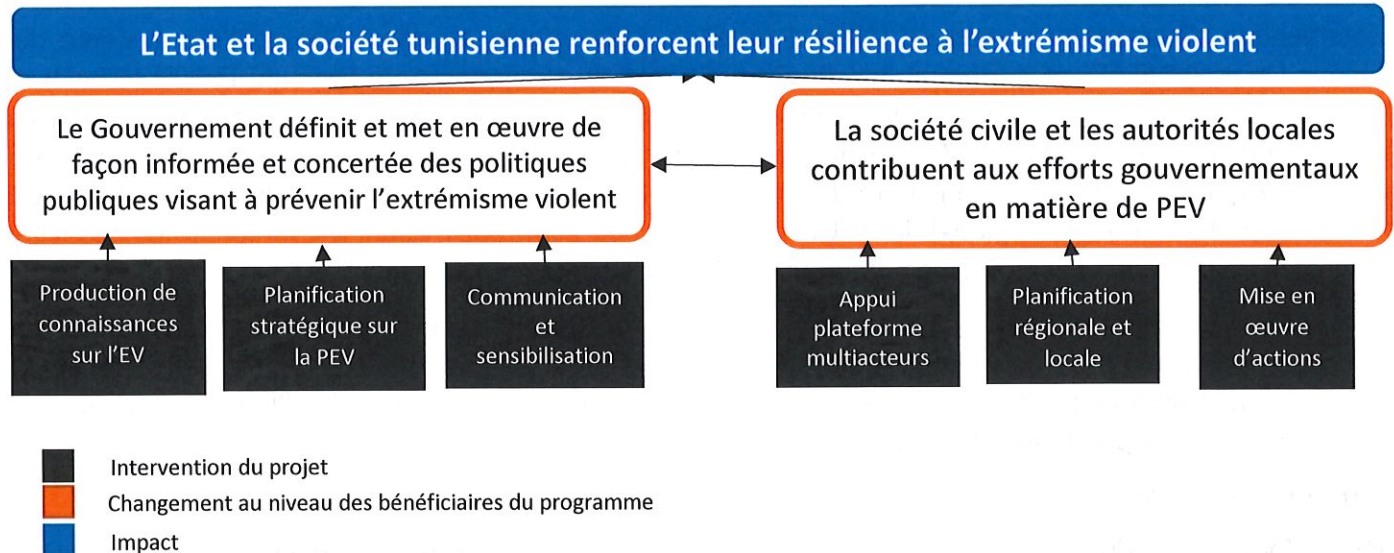 L'Etat et la société tunisienne renforcent leur résilience à l'extrémisme violent
Le Gouvernement définit et met en œuvre de
façon informée et concertée des politiques
publiques visant à prévenir l'extrémisme violent
La société civile et les autorités locales
contribuent aux efforts gouvernementaux
en matière de PEV
Production de
connaissances
sur l'EV
Planification
stratégique sur
la PEV
Communication
et
sensibilisation
Appui
plateforme
multiacteurs
Planification
régionale et
locale
Mise en
œuvre
d'actions
Intervention du projet
Changement au niveau des bénéficiaires du programme
Impact